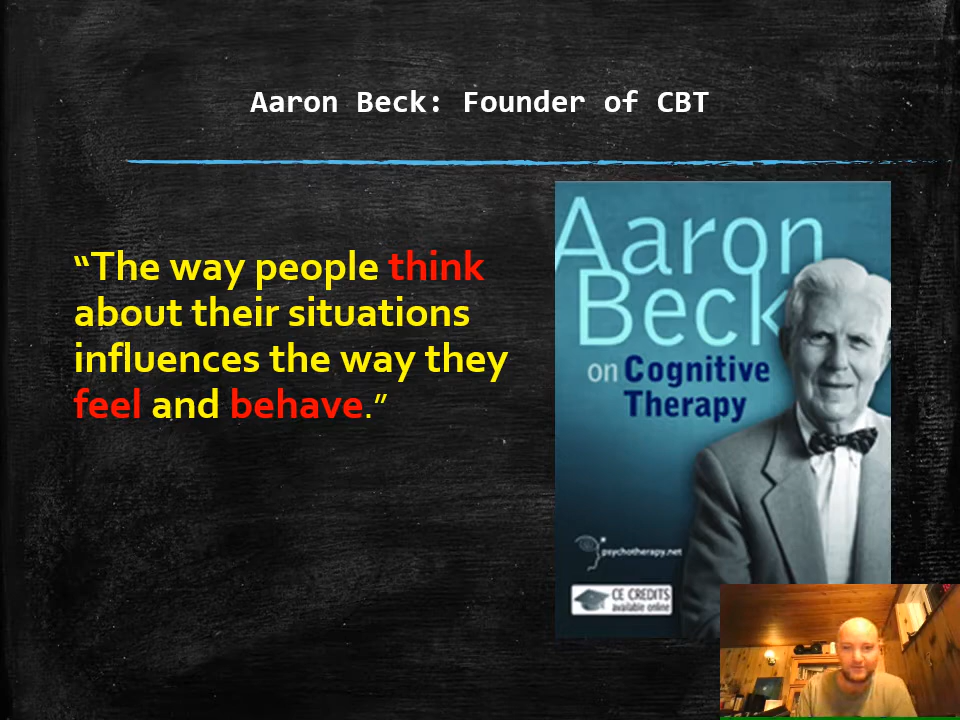 Aaron Beck: Founder of CBT
“The way people think
about their situations
influences the way they
feel and behave.”
Aaron
Beck
on Cognitive
Therapy
psychotherapy.net
CE CREDITS
available online